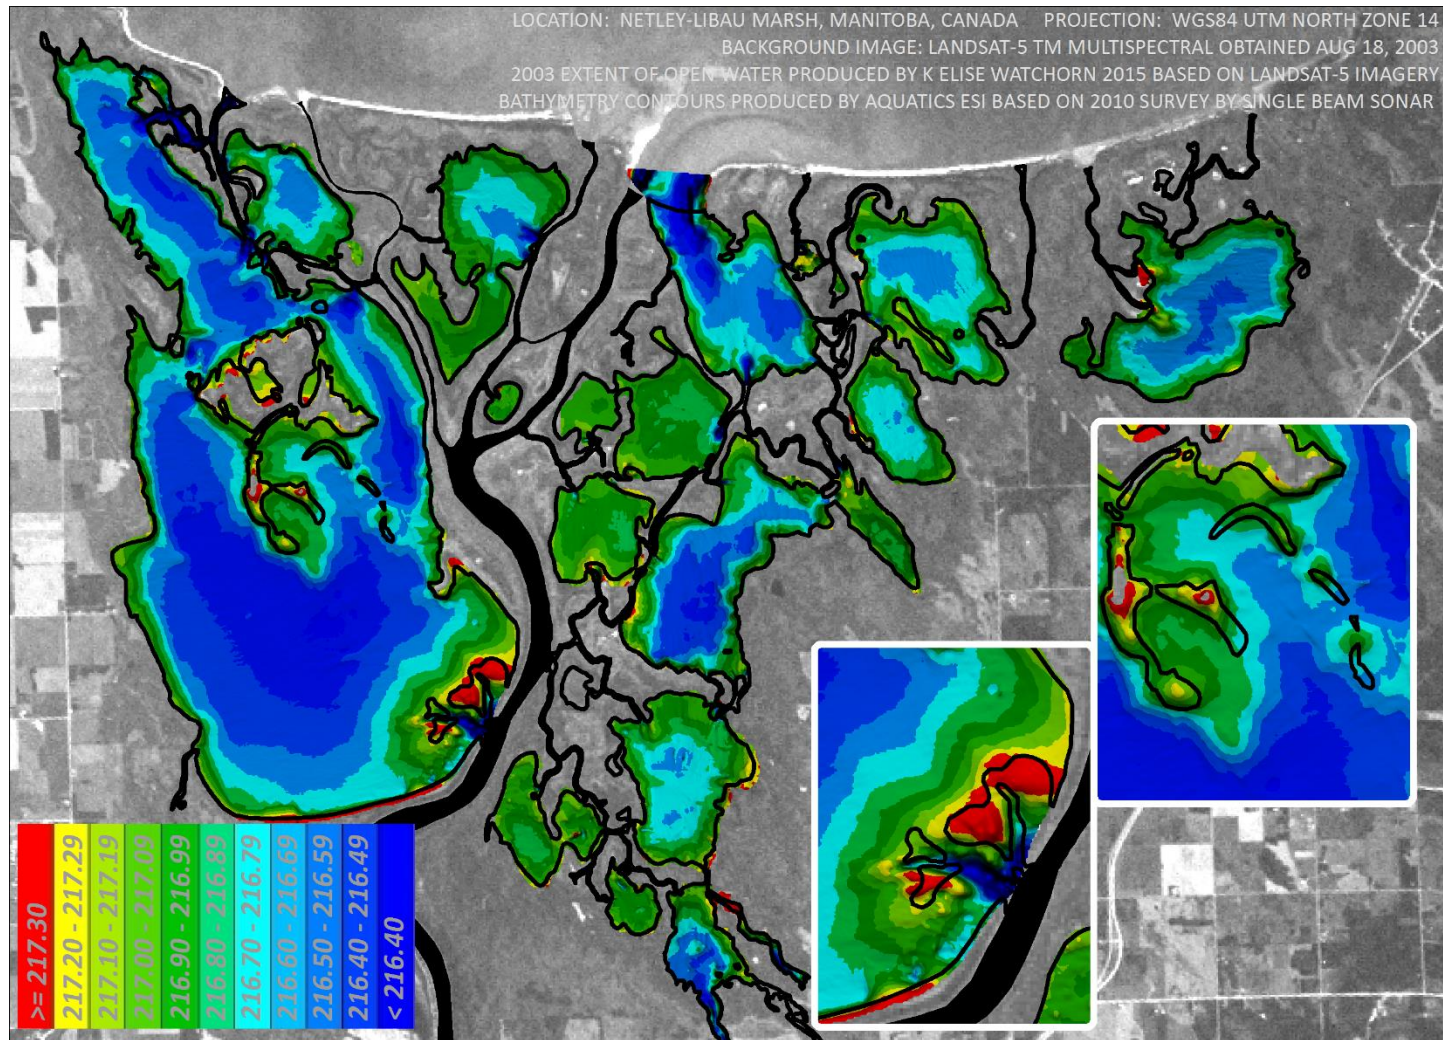 LOCATION:  NETLEY-LIBAU MARSH, MANITOBA, CANADA    PROJECTION:  WGS84 UTM NORTH ZONE 14
BACKGROUND IMAGE: LANDSAT-5 TM MULTISPECTRAL OBTAINED AUG 18, 2003
2003 EXTENT OF OPEN WATER PRODUCED BY K ELISE WATCHORN 2015 BASED ON LANDSAT-5 IMAGERY
BATHYMETRY CONTOURS PRODUCED BY AQUATICS ESI BASED ON 2010 SURVEY BY SINGLE BEAM SONAR
>= 217.30
217.20 - 217.29
217.10 - 217.19
217.00 - 217.09
216.90 - 216.99
216.80 - 216.89
216.70 - 216.79
216.60 - 216.69
216.50 - 216.59
216.40 - 216.49
< 216.40